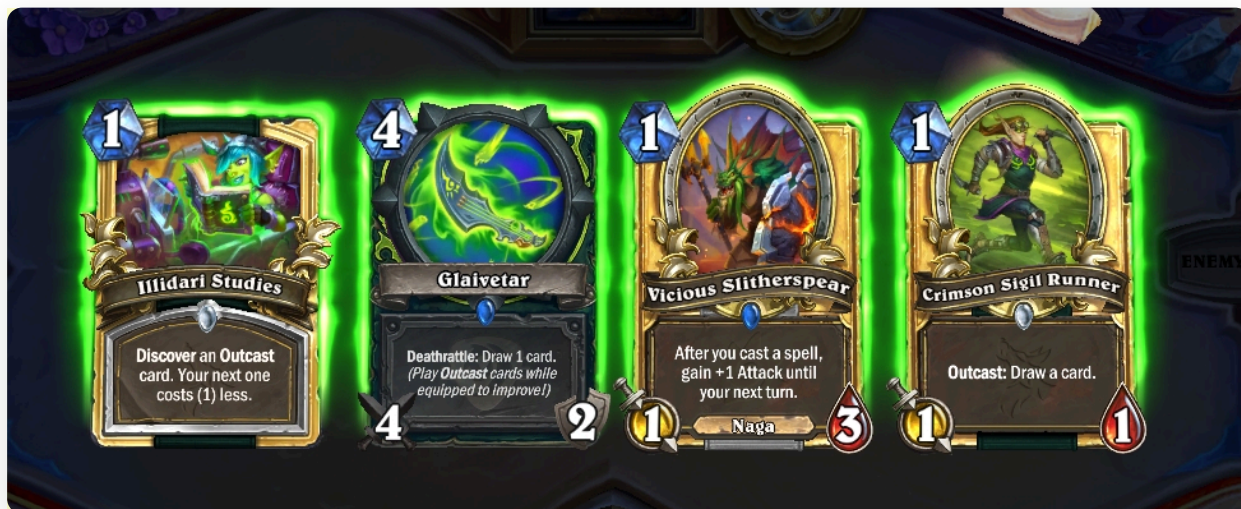 1
Illidari Studies
Discover an Outcast
card. Your next one
costs (1) less.
4
Glaivetar
Deathrattle: Draw 1 card.
(Play Outcast cards while
equipped to improve!)
4
2
1
Vicious Slitherspear
After you cast a spell,
gain +1 Attack until
your next turn.
Naga
1
3
1
Crimson Sigil Runner
Outcast: Draw a card.
1
1
ENEMY